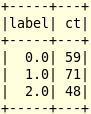 +-----+---+
|label| ct|
+-----+---+
|  0.0| 59|
|  1.0| 71|
|  2.0| 48|
+-----+---+